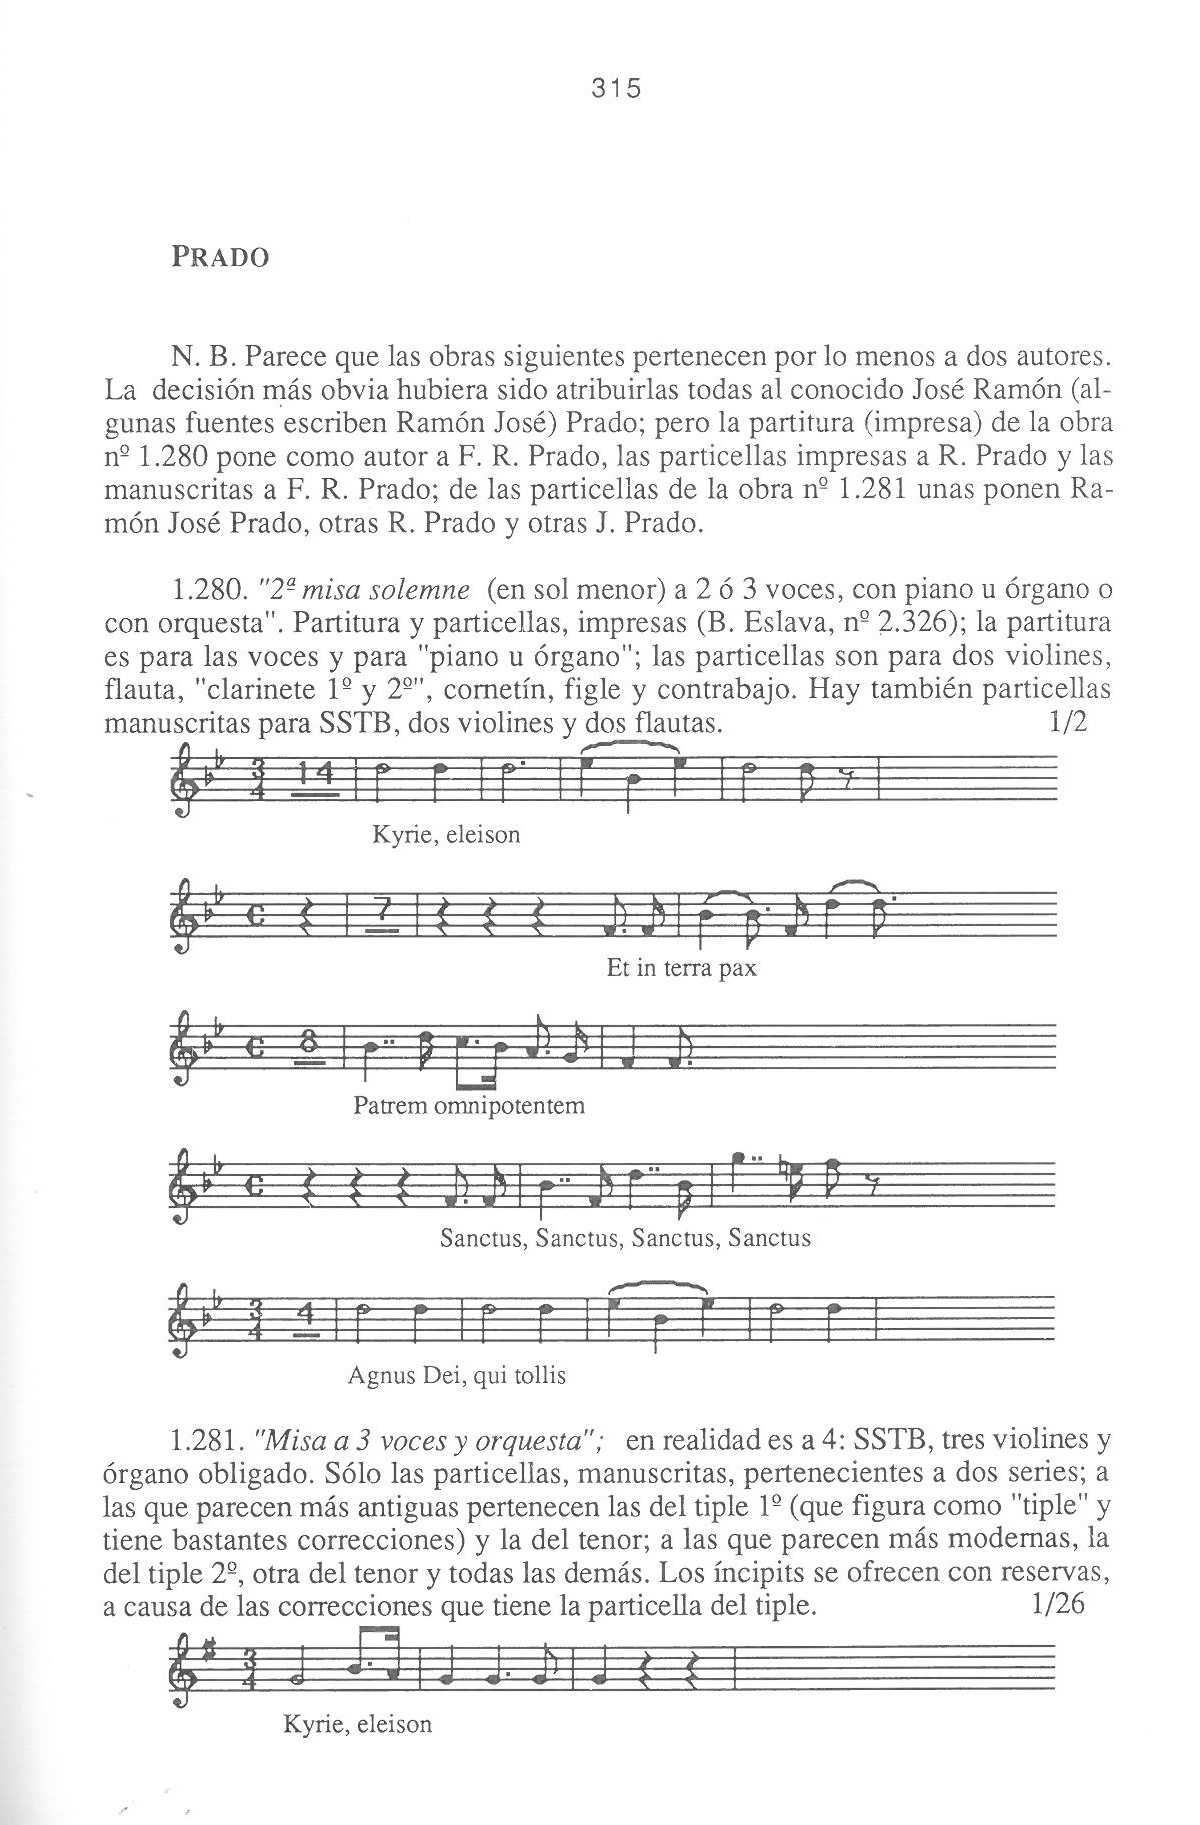 315
PRADO
N. B. Parece que las obras siguientes pertenecen por lo menos a dos autores.
La decisión más obvia hubiera sido atribuirlas todas al conocido José Ramón (al-
gunas fuentes escriben Ramón José) Prado; pero la partitura (impresa) de la obra
nº 1.280 pone como autor a F. R. Prado, las particellas impresas a R. Prado y las
manuscritas a F. R. Prado; de las particellas de la obra nº 1.281 unas ponen Ra-
món José Prado, otras R. Prado y otras J. Prado.
1.280. "2ª misa solemne (en sol menor) a 2 ó 3 voces, con piano u órgano o
con orquesta". Partitura y particellas, impresas (B. Eslava, nº 2.326); la partitura
es para las voces y para "piano u órgano"; las particellas son para dos violines,
flauta, "clarinete 1º y 2º", cornetín, figle y contrabajo. Hay también particellas
manuscritas para SSTB, dos violines y dos flautas. 1/2
3 4 14
Kyrie, eleison
7
Et in terra pax
8
Patrem omnipotentem
Sanctus, Sanctus, Sanctus, Sanctus
3 4 4
Agnus Dei, qui tollis
1.281. "Misa a 3 voces y orquesta"; en realidad es a 4: SSTB, tres violines y
órgano obligado. Sólo las particellas, manuscritas, pertenecientes a dos series; a
las que parecen más antiguas pertenecen las del tiple 1º (que figura como "tiple" y
tiene bastantes correcciones) y la del tenor; a las que parecen más modernas, la
del tiple 2º, otra del tenor y todas las demás. Los íncipits se ofrecen con reservas,
a causa de las correcciones que tiene la particella del tiple. 1/26
3 4
Kyrie, eleison